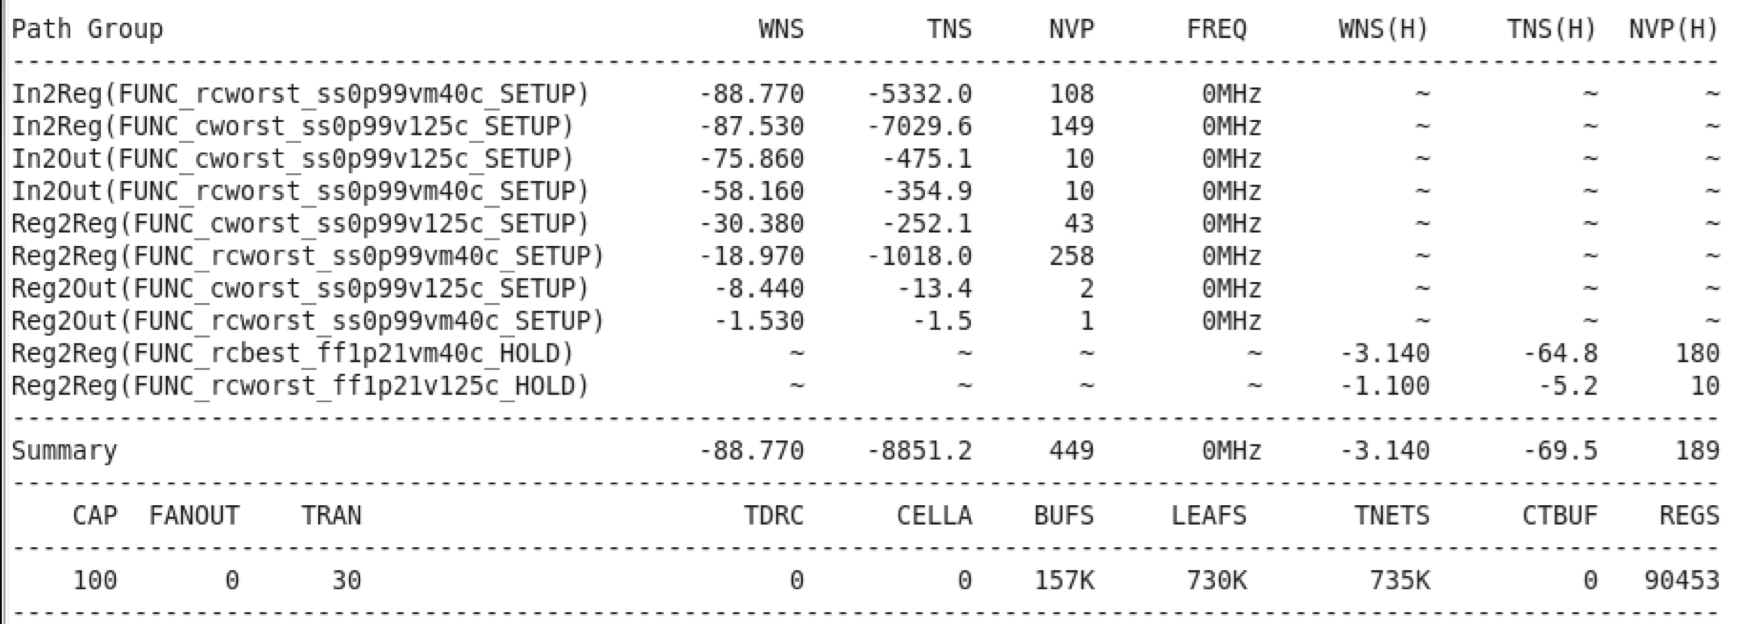 Path Group WNS TNS NVP FREQ WNS(H) TNS(H) NVP(H)
In2Reg(FUNC_rcworst_ss0p99vm40c_SETUP) -88.770 -5332.0 108 0MHz ~ ~ ~
In2Reg(FUNC_cworst_ss0p99v125c_SETUP) -87.530 -7029.6 149 0MHz ~ ~ ~
In2Out(FUNC_cworst_ss0p99v125c_SETUP) -75.860 -475.1 10 0MHz ~ ~ ~
In2Out(FUNC_rcworst_ss0p99vm40c_SETUP) -58.160 -354.9 10 0MHz ~ ~ ~
Reg2Reg(FUNC_cworst_ss0p99v125c_SETUP) -30.380 -252.1 43 0MHz ~ ~ ~
Reg2Reg(FUNC_rcworst_ss0p99vm40c_SETUP) -18.970 -1018.0 258 0MHz ~ ~ ~
Reg2Out(FUNC_cworst_ss0p99v125c_SETUP) -8.440 -13.4 2 0MHz ~ ~ ~
Reg2Out(FUNC_rcworst_ss0p99vm40c_SETUP) -1.530 -1.5 1 0MHz ~ ~ ~
Reg2Reg(FUNC_rcbest_ff1p21vm40c_HOLD) ~ ~ ~ ~ -3.140 -64.8 180
Reg2Reg(FUNC_rcworst_ff1p21v125c_HOLD) ~ ~ ~ ~ -1.100 -5.2 10
Summary -88.770 -8851.2 449 0MHz -3.140 -69.5 189
CAP FANOUT TRAN TDRC CELLA BUFS LEAFS TNETS CTBUF REGS
100 0 30 0 0 157K 730K 735K 0 90453